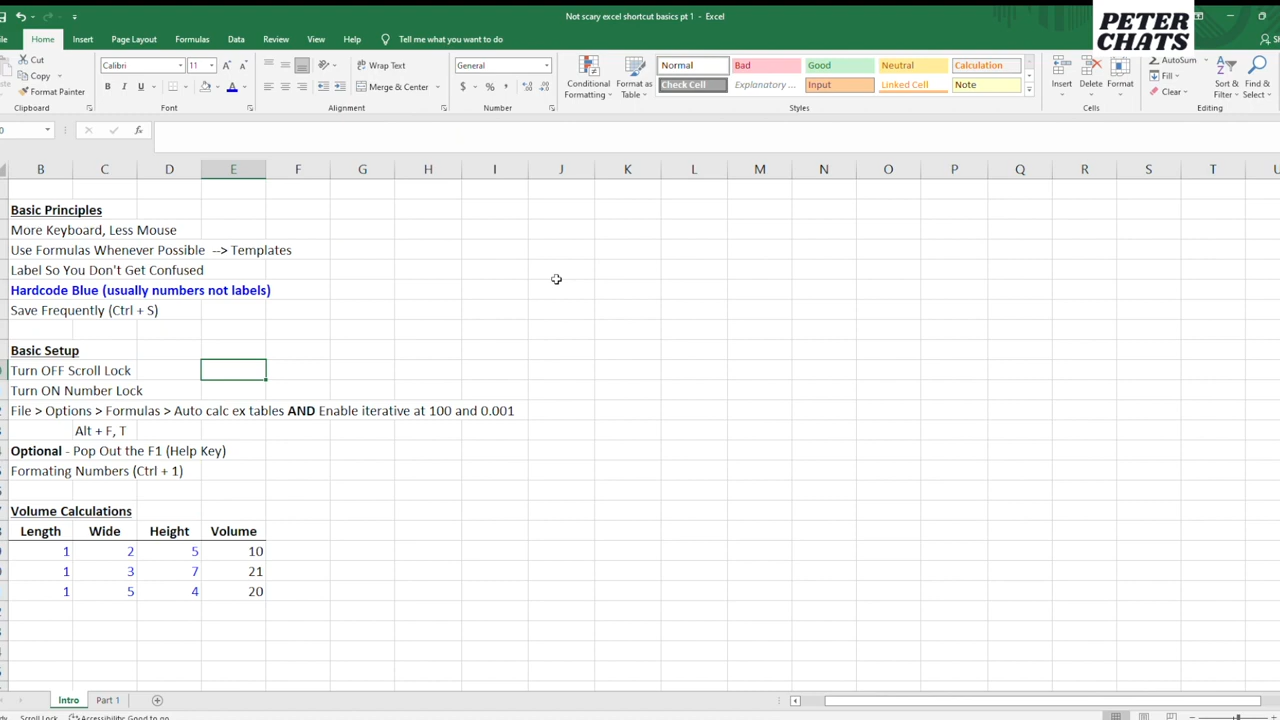 Not scary excel shortcut basics pt 1 - Excel
PETER
CHATS
Home Insert Page Layout Formulas Data Review View Help Tell me what you want to do
Cut
Copy
Format Painter
Clipboard
Calibri 11
B I U
Font
Wrap Text
Merge & Center
Alignment
General
$ % ,
Number
Conditional Formatting
Format as Table
Normal Bad Good Neutral Calculation
Check Cell Explanatory ... Input Linked Cell Note
Styles
Insert Delete Format
Cells
AutoSum
Fill
Clear
Sort & Filter
Find & Select
Editing
fx
B C D E F G H I J K L M N O P Q R S T U
Basic Principles
More Keyboard, Less Mouse
Use Formulas Whenever Possible --> Templates
Label So You Don't Get Confused
Hardcode Blue (usually numbers not labels)
Save Frequently (Ctrl + S)
Basic Setup
Turn OFF Scroll Lock
Turn ON Number Lock
File > Options > Formulas > Auto calc ex tables AND Enable iterative at 100 and 0.001
Alt + F, T
Optional - Pop Out the F1 (Help Key)
Formating Numbers (Ctrl + 1)
Volume Calculations
Length Wide Height Volume
1 2 5 10
1 3 7 21
1 5 4 20
Intro Part 1
Scroll Lock Accessibility: Good to go